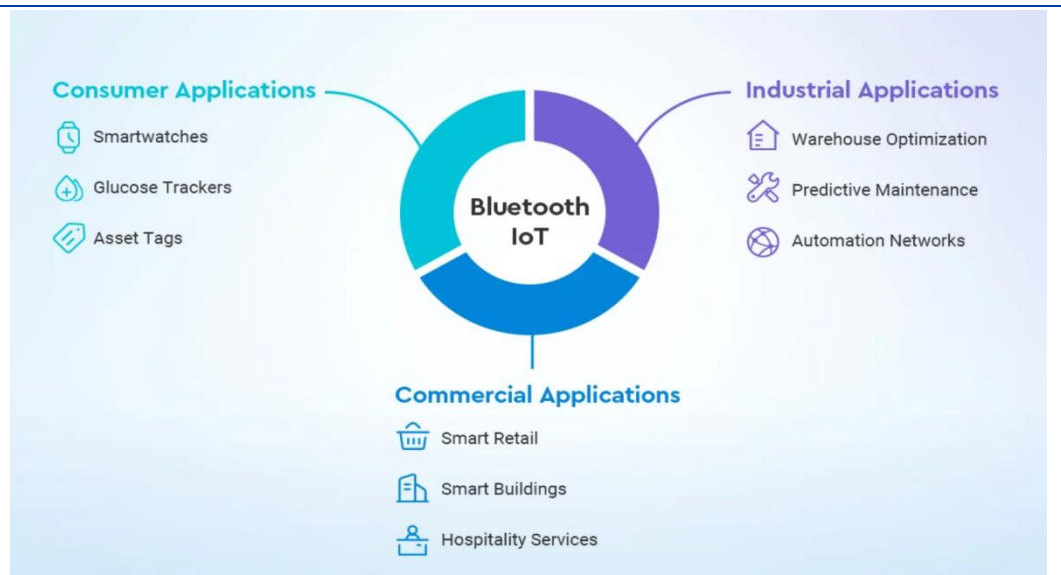 Consumer Applications
Smartwatches
Glucose Trackers
Asset Tags
Bluetooth
IoT
Industrial Applications
Warehouse Optimization
Predictive Maintenance
Automation Networks
Commercial Applications
Smart Retail
Smart Buildings
Hospitality Services